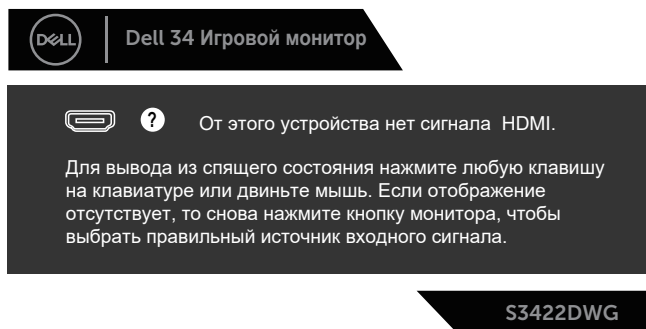 DELL
Dell 34 Игровой монитор
? От этого устройства нет сигнала HDMI.
Для вывода из спящего состояния нажмите любую клавишу
на клавиатуре или двиньте мышь. Если отображение
отсутствует, то снова нажмите кнопку монитора, чтобы
выбрать правильный источник входного сигнала.
S3422DWG